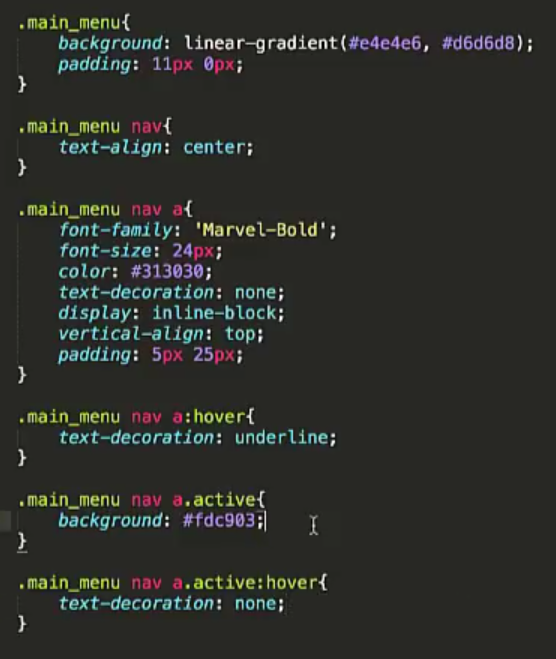 .main_menu{
    background: linear-gradient(#e4e4e6, #d6d6d8);
    padding: 11px 0px;
}

.main_menu nav{
    text-align: center;
}

.main_menu nav a{
    font-family: 'Marvel-Bold';
    font-size: 24px;
    color: #313030;
    text-decoration: none;
    display: inline-block;
    vertical-align: top;
    padding: 5px 25px;
}

.main_menu nav a:hover{
    text-decoration: underline;
}

.main_menu nav a.active{
    background: #fdc903;
}

.main_menu nav a.active:hover{
    text-decoration: none;
}